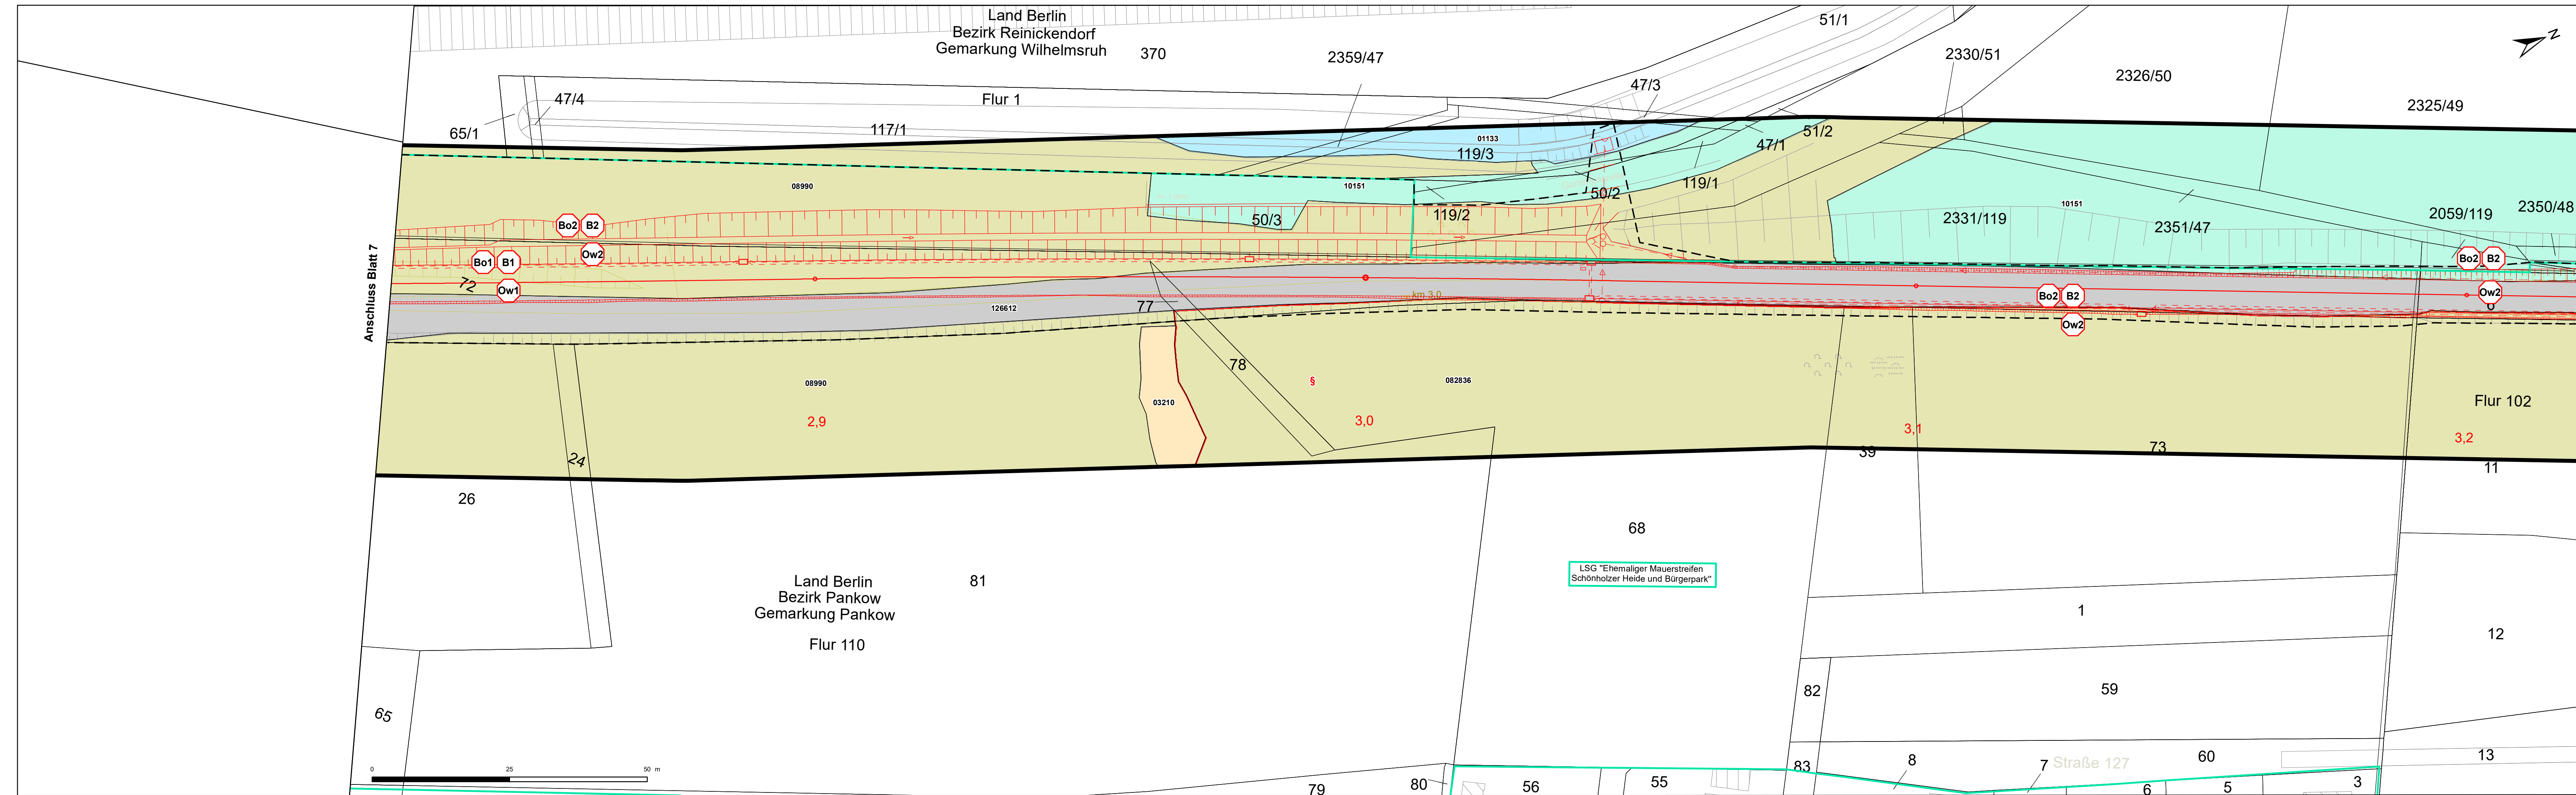 Land Berlin
Bezirk Reinickendorf
Gemarkung Wilhelmsruh
370
2359/47
51/1
2330/51
2326/50
2325/49
N
47/3
47/4
Flur 1
65/1
117/1
01133
119/3
51/2
47/1
08990
10151
50/2
119/1
119/2
50/3
10151
2331/119
2351/47
2059/119
2350/48
Bo2
B2
Ow2
Bo1
B1
Ow1
Bo2
B2
Ow2
Bo2
B2
Ow2
Anschluss Blatt 7
72
126612
77
km 3,0
08990
78
§
082836
03210
2,9
3,0
3,1
3,2
Flur 102
24
39
73
11
26
68
LSG "Ehemaliger Mauerstreifen
Schönholzer Heide und Bürgerpark"
Land Berlin
Bezirk Pankow
Gemarkung Pankow
81
Flur 110
1
12
82
59
65
0
25
50 m
83
8
7
Straße 127
60
13
79
80
56
55
6
5
3